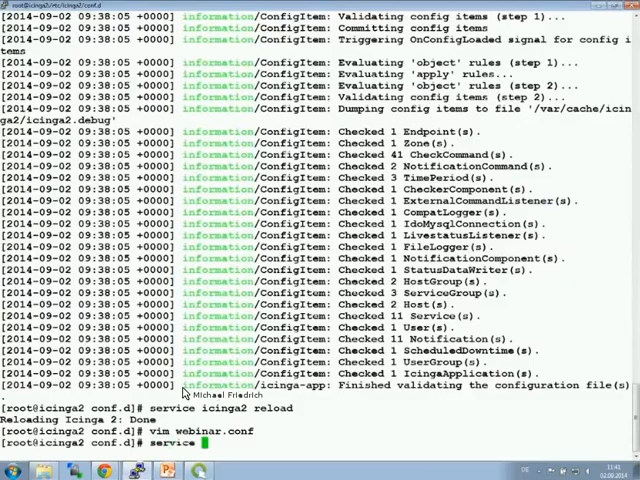 root@icinga2:/etc/icinga2/conf.d
[2014-09-02 09:38:05 +0000] information/ConfigItem: Validating config items (step 1)...
[2014-09-02 09:38:05 +0000] information/ConfigItem: Committing config items
[2014-09-02 09:38:05 +0000] information/ConfigItem: Triggering OnConfigLoaded signal for config i
tems
[2014-09-02 09:38:05 +0000] information/ConfigItem: Evaluating 'object' rules (step 1)...
[2014-09-02 09:38:05 +0000] information/ConfigItem: Evaluating 'apply' rules...
[2014-09-02 09:38:05 +0000] information/ConfigItem: Evaluating 'object' rules (step 2)...
[2014-09-02 09:38:05 +0000] information/ConfigItem: Validating config items (step 2)...
[2014-09-02 09:38:05 +0000] information/ConfigItem: Dumping config items to file '/var/cache/icin
ga2/icinga2.debug'
[2014-09-02 09:38:05 +0000] information/ConfigItem: Checked 1 Endpoint(s).
[2014-09-02 09:38:05 +0000] information/ConfigItem: Checked 1 Zone(s).
[2014-09-02 09:38:05 +0000] information/ConfigItem: Checked 41 CheckCommand(s).
[2014-09-02 09:38:05 +0000] information/ConfigItem: Checked 2 NotificationCommand(s).
[2014-09-02 09:38:05 +0000] information/ConfigItem: Checked 3 TimePeriod(s).
[2014-09-02 09:38:05 +0000] information/ConfigItem: Checked 1 CheckerComponent(s).
[2014-09-02 09:38:05 +0000] information/ConfigItem: Checked 1 ExternalCommandListener(s).
[2014-09-02 09:38:05 +0000] information/ConfigItem: Checked 1 CompatLogger(s).
[2014-09-02 09:38:05 +0000] information/ConfigItem: Checked 1 IdoMysqlConnection(s).
[2014-09-02 09:38:05 +0000] information/ConfigItem: Checked 1 LivestatusListener(s).
[2014-09-02 09:38:05 +0000] information/ConfigItem: Checked 1 FileLogger(s).
[2014-09-02 09:38:05 +0000] information/ConfigItem: Checked 1 NotificationComponent(s).
[2014-09-02 09:38:05 +0000] information/ConfigItem: Checked 1 StatusDataWriter(s).
[2014-09-02 09:38:05 +0000] information/ConfigItem: Checked 2 HostGroup(s).
[2014-09-02 09:38:05 +0000] information/ConfigItem: Checked 3 ServiceGroup(s).
[2014-09-02 09:38:05 +0000] information/ConfigItem: Checked 2 Host(s).
[2014-09-02 09:38:05 +0000] information/ConfigItem: Checked 11 Service(s).
[2014-09-02 09:38:05 +0000] information/ConfigItem: Checked 1 User(s).
[2014-09-02 09:38:05 +0000] information/ConfigItem: Checked 11 Notification(s).
[2014-09-02 09:38:05 +0000] information/ConfigItem: Checked 1 ScheduledDowntime(s).
[2014-09-02 09:38:05 +0000] information/ConfigItem: Checked 1 UserGroup(s).
[2014-09-02 09:38:05 +0000] information/ConfigItem: Checked 1 IcingaApplication(s).
[2014-09-02 09:38:05 +0000] information/icinga-app: Finished validating the configuration file(s)
.
Michael Friedrich
[root@icinga2 conf.d]# service icinga2 reload
Reloading Icinga 2: Done
[root@icinga2 conf.d]# vim webinar.conf
[root@icinga2 conf.d]# service
DE
11:41
02.09.2014